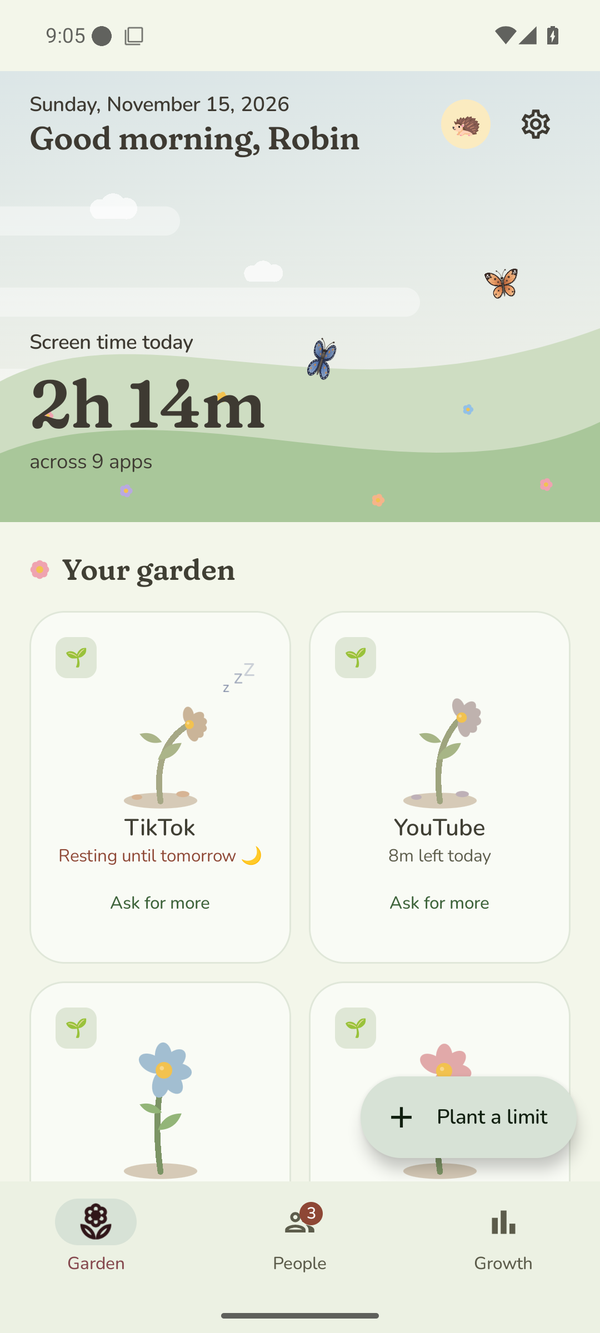 9:05
Sunday, November 15, 2026
Good morning, Robin
Screen time today
2h 14m
across 9 apps
Your garden
z z Z
TikTok
Resting until tomorrow 🌙
Ask for more
YouTube
8m left today
Ask for more
Plant a limit
3
Garden
People
Growth